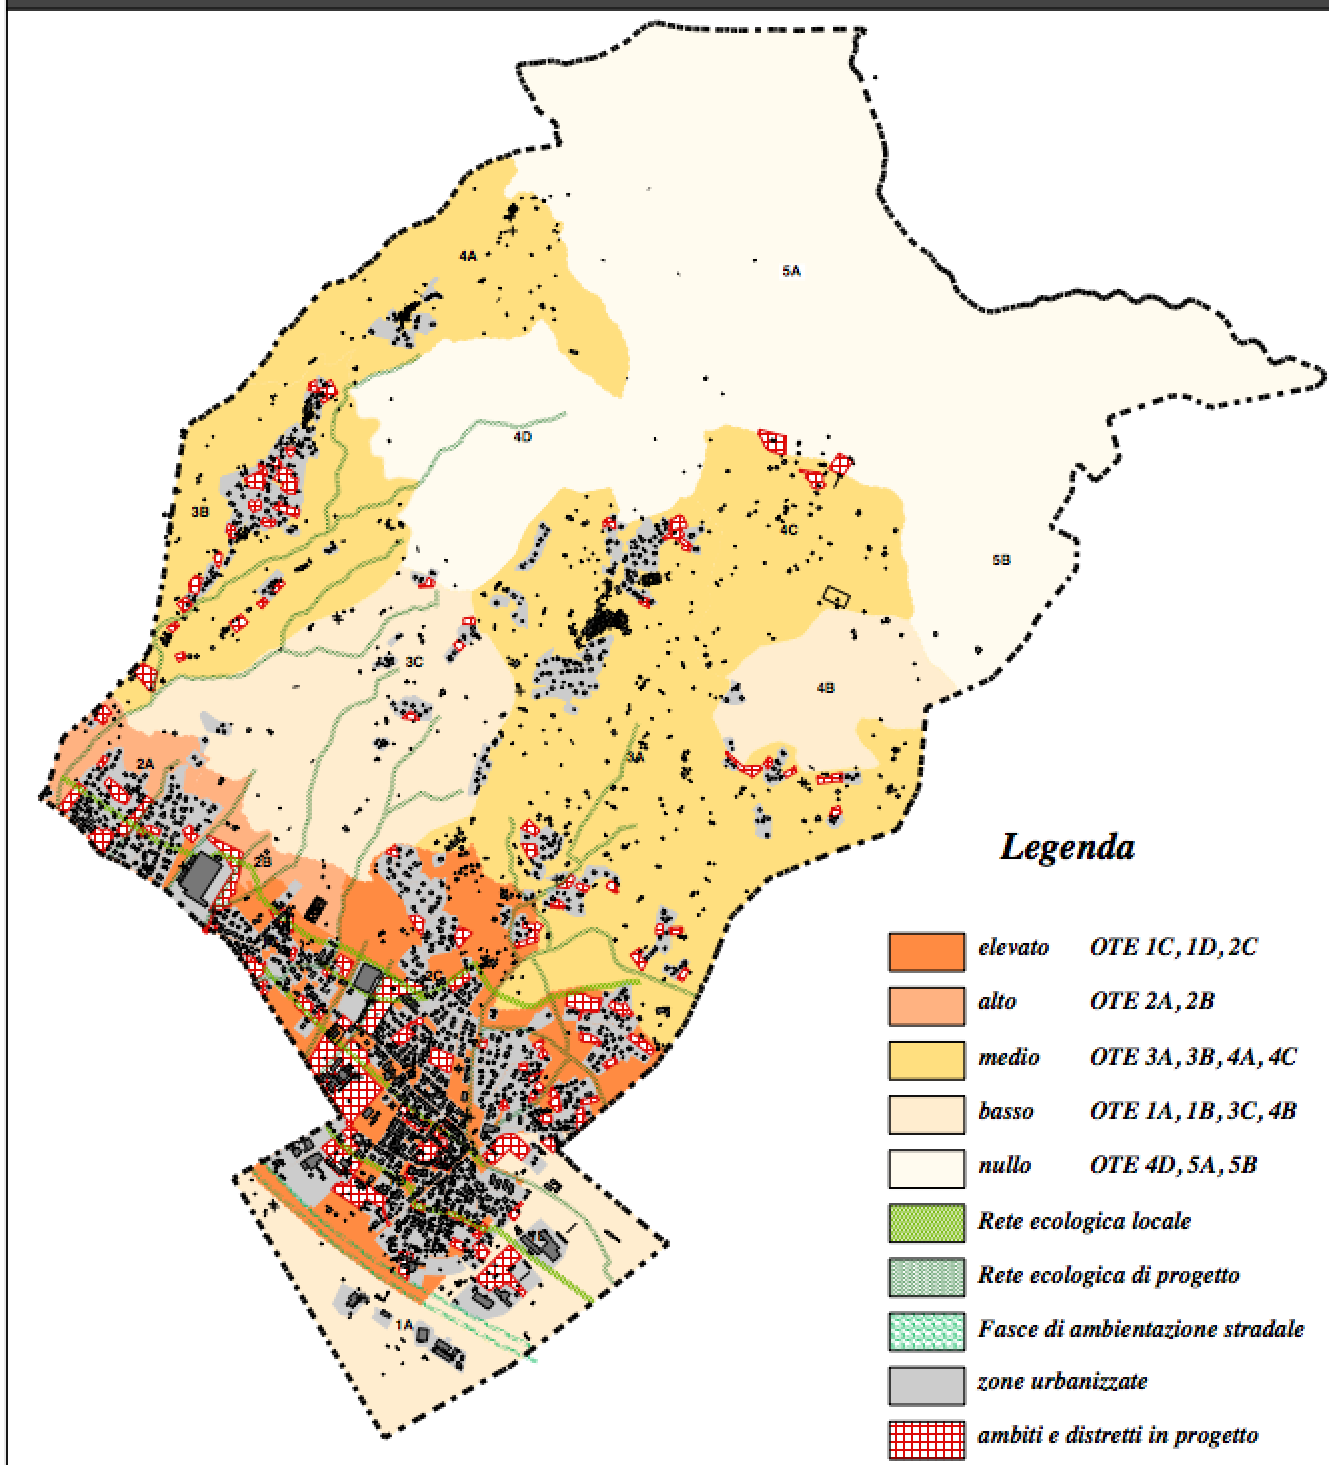 4A
5A
4D
3B
4C
5B
3C
4B
3A
2A
2B
2C
1A
Legenda
elevato OTE 1C, 1D, 2C
alto OTE 2A, 2B
medio OTE 3A, 3B, 4A, 4C
basso OTE 1A, 1B, 3C, 4B
nullo OTE 4D, 5A, 5B
Rete ecologica locale
Rete ecologica di progetto
Fasce di ambientazione stradale
zone urbanizzate
ambiti e distretti in progetto